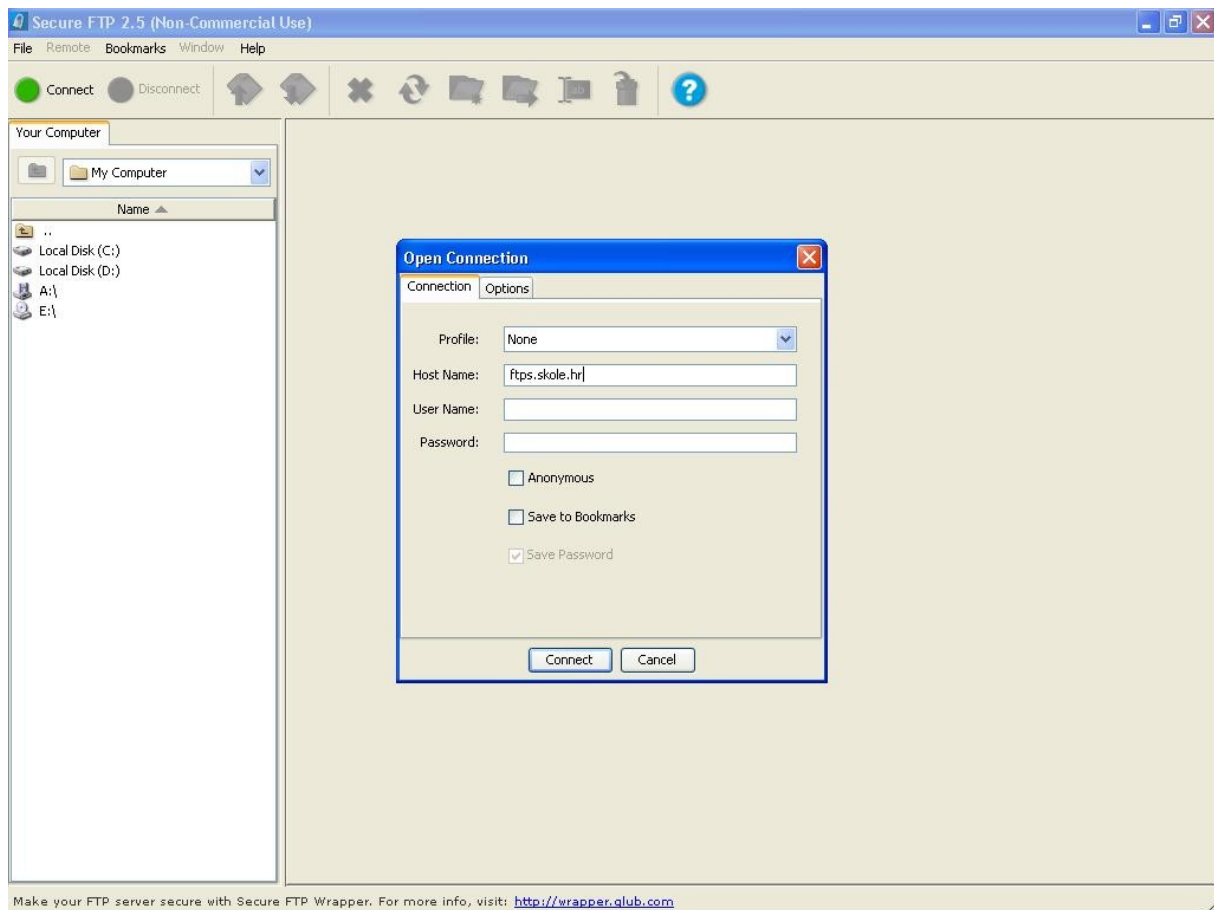 Secure FTP 2.5 (Non-Commercial Use)
File Remote Bookmarks Window Help
Connect Disconnect
Your Computer
My Computer
Name
..
Local Disk (C:)
Local Disk (D:)
A:\
E:\
Open Connection
Connection Options
Profile: None
Host Name: ftps.skole.hr
User Name:
Password:
Anonymous
Save to Bookmarks
Save Password
Connect Cancel
Make your FTP server secure with Secure FTP Wrapper. For more info, visit: http://wrapper.glub.com